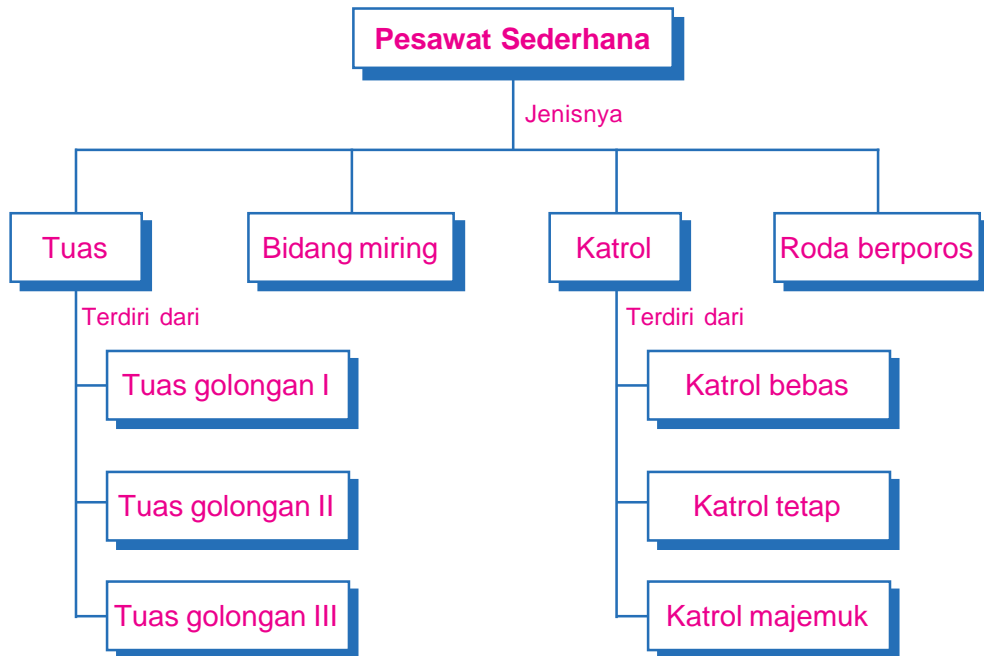 Pesawat Sederhana
Jenisnya
Tuas
Bidang miring
Katrol
Roda berporos
Terdiri dari
Terdiri dari
Tuas golongan I
Katrol bebas
Tuas golongan II
Katrol tetap
Tuas golongan III
Katrol majemuk